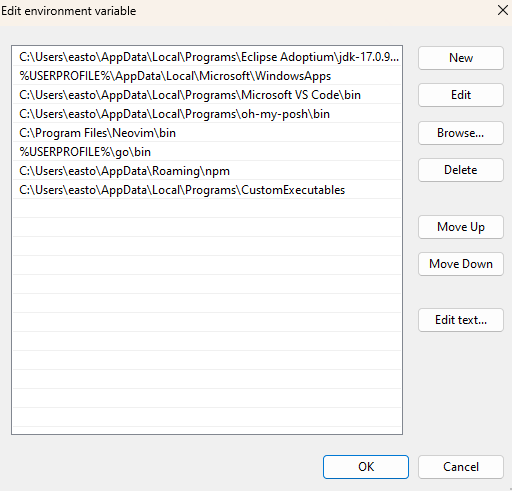 Edit environment variable
C:\Users\easto\AppData\Local\Programs\Eclipse Adoptium\jdk-17.0.9...
%USERPROFILE%\AppData\Local\Microsoft\WindowsApps
C:\Users\easto\AppData\Local\Programs\Microsoft VS Code\bin
C:\Users\easto\AppData\Local\Programs\oh-my-posh\bin
C:\Program Files\Neovim\bin
%USERPROFILE%\go\bin
C:\Users\easto\AppData\Roaming\npm
C:\Users\easto\AppData\Local\Programs\CustomExecutables
New
Edit
Browse...
Delete
Move Up
Move Down
Edit text...
OK
Cancel